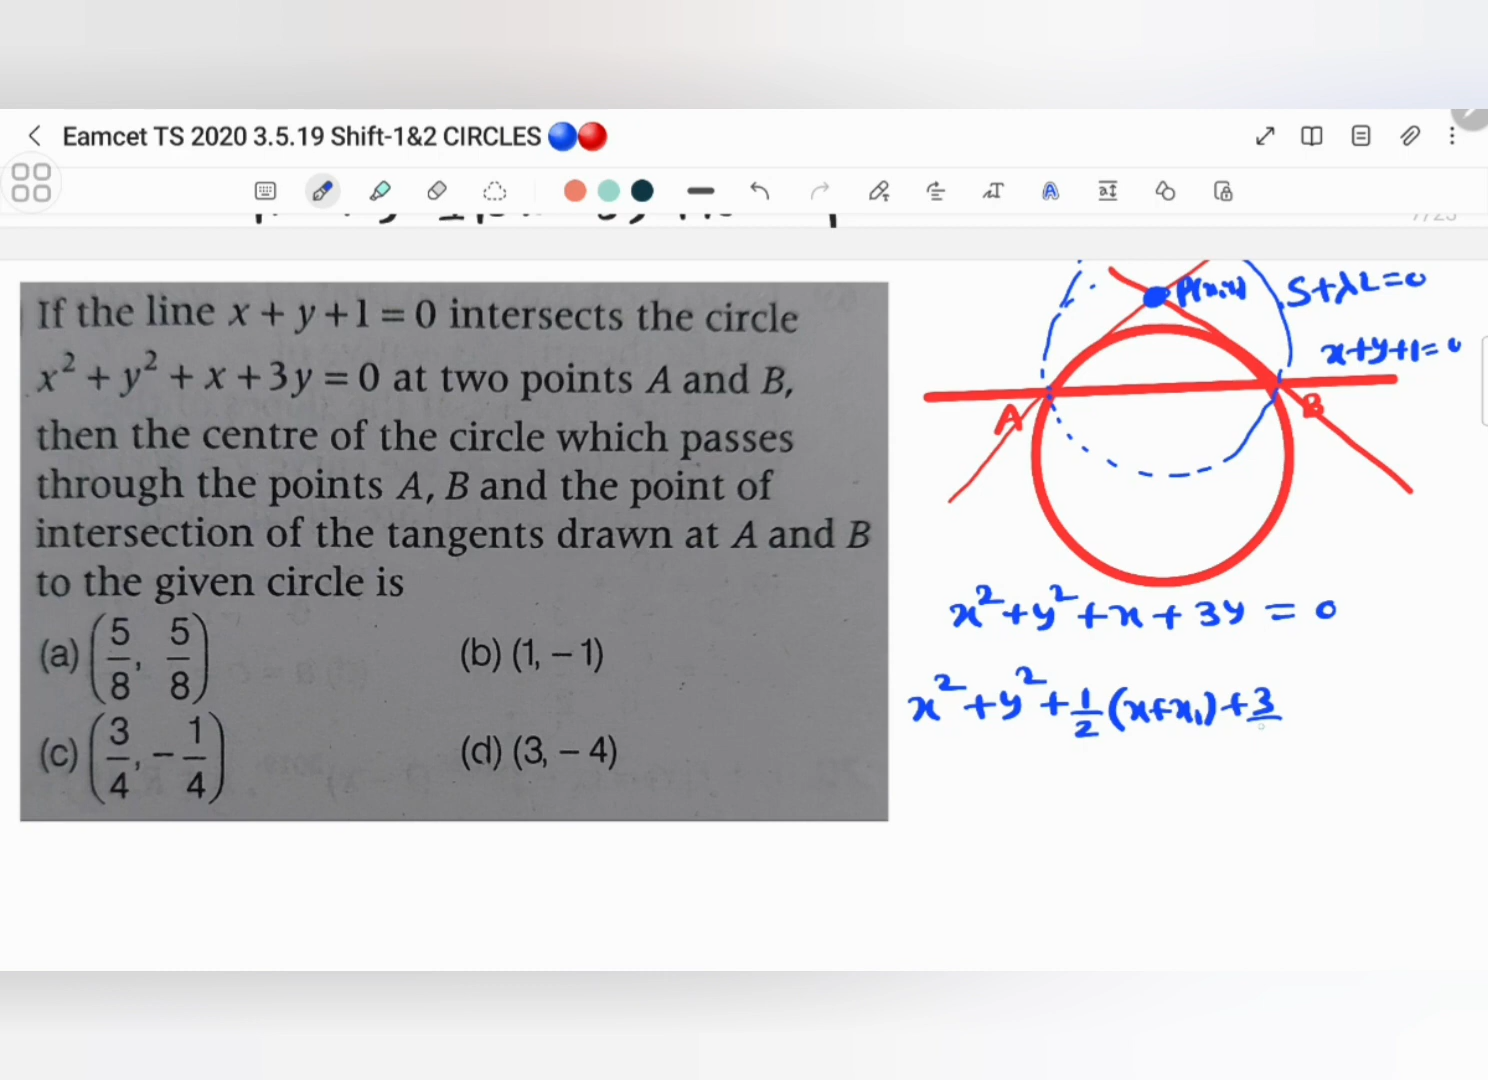 Eamcet TS 2020 3.5.19 Shift-1&2 CIRCLES
If the line x + y + 1 = 0 intersects the circle
x² + y² + x + 3y = 0 at two points A and B,
then the centre of the circle which passes
through the points A, B and the point of
intersection of the tangents drawn at A and B
to the given circle is
(a) (5/8, 5/8)
(b) (1, – 1)
(c) (3/4, – 1/4)
(d) (3, – 4)
S+λL=0
x+y+1=0
A
B
x²+y²+x+3y = 0
x²+y²+1/2(x+x₁)+3/